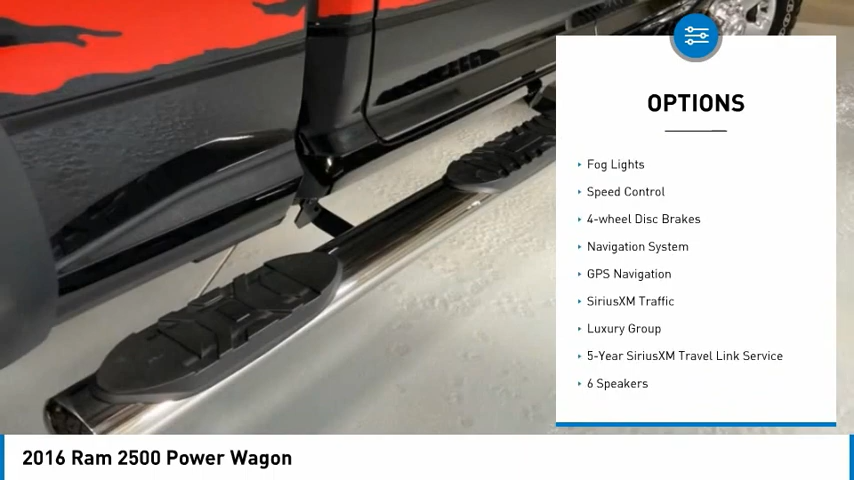 OPTIONS
Fog Lights
Speed Control
4-wheel Disc Brakes
Navigation System
GPS Navigation
SiriusXM Traffic
Luxury Group
5-Year SiriusXM Travel Link Service
6 Speakers
2016 Ram 2500 Power Wagon